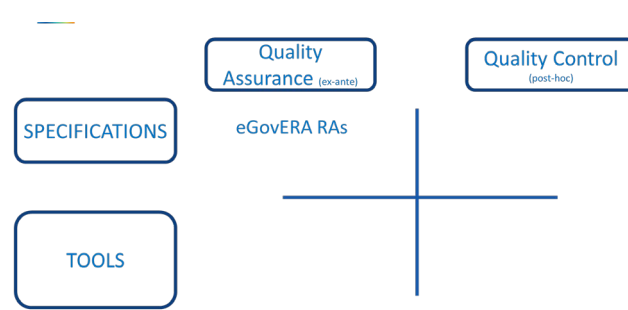 Quality
Assurance (ex-ante)
Quality Control
(post-hoc)
SPECIFICATIONS
eGovERA RAs
TOOLS